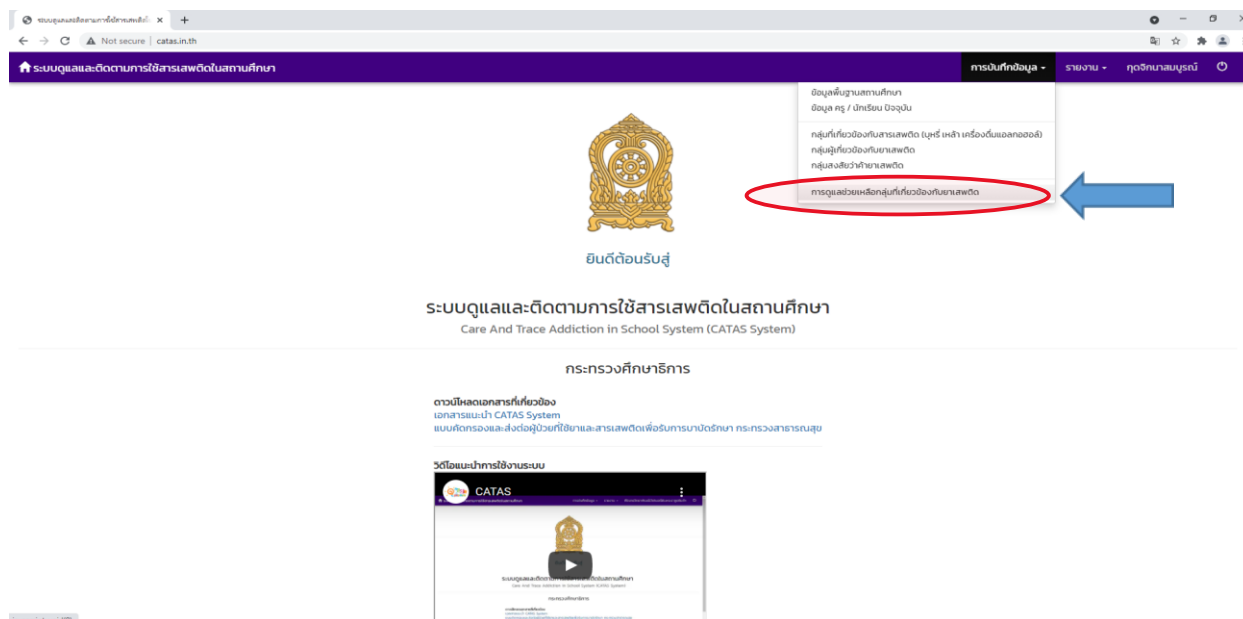 ระบบดูแลและติดตามการใช้สารเสพติดใ
Not secure | catas.in.th
ระบบดูแลและติดตามการใช้สารเสพติดในสถานศึกษา
การบันทึกข้อมูล
รายงาน
กุดจิกนาสมบูรณ์
ข้อมูลพื้นฐานสถานศึกษา
ข้อมูล ครู / นักเรียน ปัจจุบัน
กลุ่มที่เกี่ยวข้องกับสารเสพติด (บุหรี่ เหล้า เครื่องดื่มแอลกอฮอล์)
กลุ่มผู้เกี่ยวข้องกับยาเสพติด
กลุ่มสงสัยว่าค้ายาเสพติด
การดูแลช่วยเหลือกลุ่มที่เกี่ยวข้องกับยาเสพติด
ยินดีต้อนรับสู่
ระบบดูแลและติดตามการใช้สารเสพติดในสถานศึกษา
Care And Trace Addiction in School System (CATAS System)
กระทรวงศึกษาธิการ
ดาวน์โหลดเอกสารที่เกี่ยวข้อง
เอกสารแนะนำ CATAS System
แบบคัดกรองและส่งต่อผู้ป่วยที่ใช้ยาและสารเสพติดเพื่อรับการบำบัดรักษา กระทรวงสาธารณสุข
วิดีโอแนะนำการใช้งานระบบ
CATAS
ระบบดูแลและติดตามการใช้สารเสพติดในสถานศึกษา
Care And Trace Addiction in School System (CATAS System)
กระทรวงศึกษาธิการ